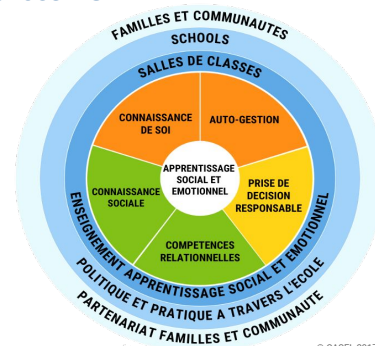 FAMILLES ET COMMUNAUTES
SCHOOLS
SALLES DE CLASSES
CONNAISSANCE
DE SOI
AUTO-GESTION
APPRENTISSAGE
SOCIAL ET
EMOTIONNEL
CONNAISSANCE
SOCIALE
PRISE DE
DECISION
RESPONSABLE
COMPETENCES
RELATIONNELLES
ENSEIGNEMENT APPRENTISSAGE SOCIAL ET EMOTIONNEL
POLITIQUE ET PRATIQUE A TRAVERS L'ECOLE
PARTENARIAT FAMILLES ET COMMUNAUTE